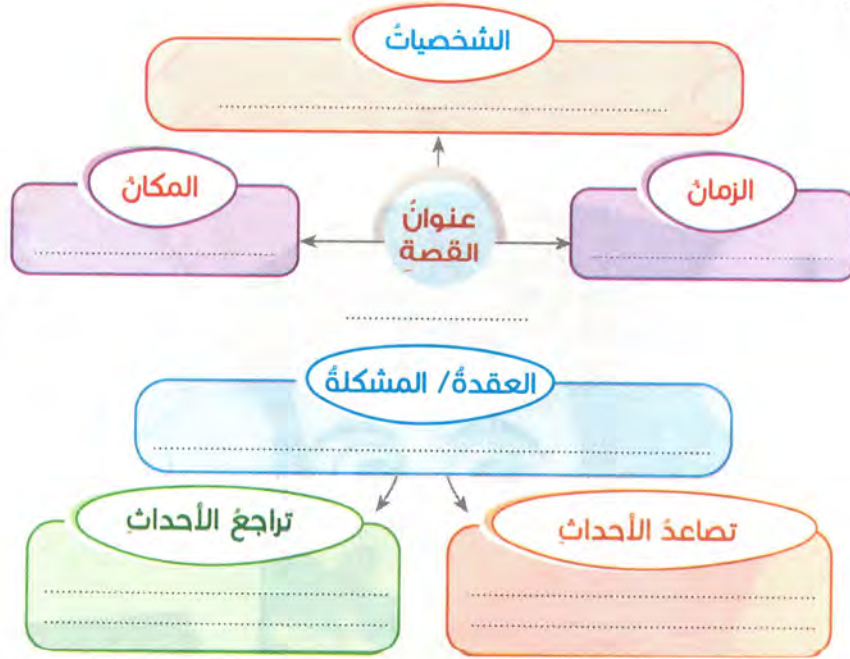 الشخصياتُ
الزمانُ
المكانُ
عنوانُ
القصةِ
العقدةُ/ المشكلةُ
تصاعدُ الأحداثِ
تراجعُ الأحداثِ